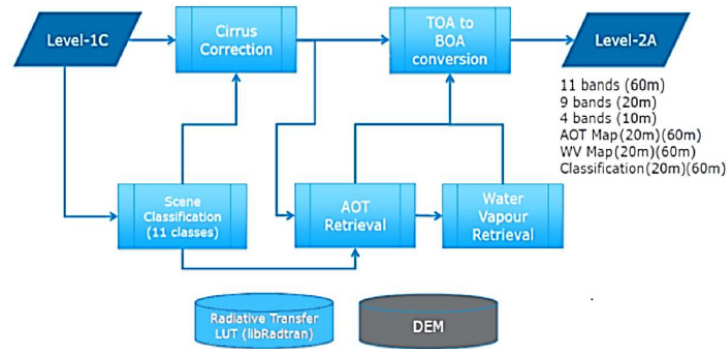 Level-1C
Cirrus
Correction
TOA to
BOA
conversion
Level-2A
11 bands (60m)
9 bands (20m)
4 bands (10m)
AOT Map(20m)(60m)
WV Map(20m)(60m)
Classification(20m)(60m)
Scene
Classification
(11 classes)
AOT
Retrieval
Water
Vapour
Retrieval
Radiative Transfer
LUT (libRadtran)
DEM